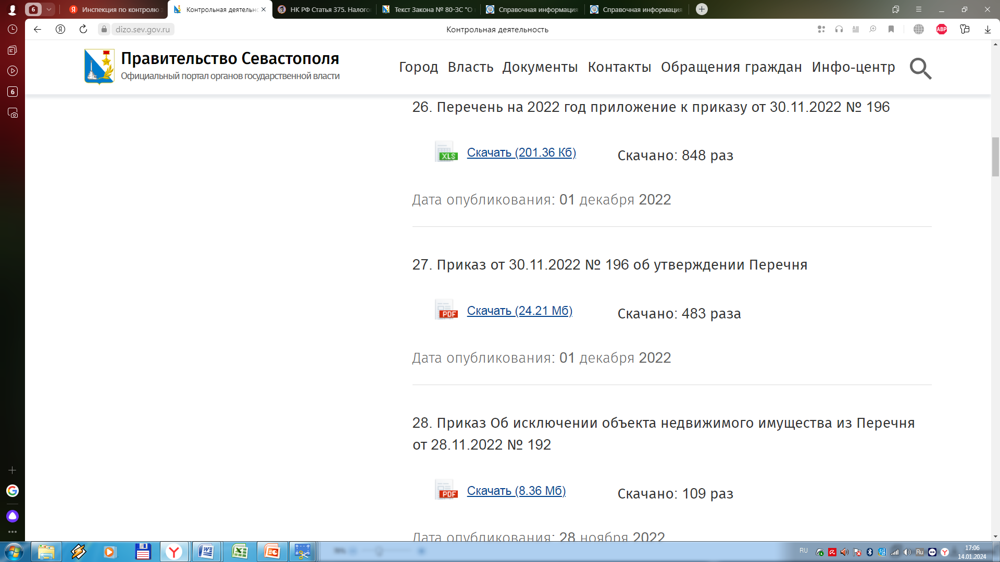 6
Инспекция по контролю з
Контрольная деятельнс
НК РФ Статья 375. Налого
Текст Закона № 80-ЗС "О
Справочная информация
Справочная информация
dizo.sev.gov.ru
Контрольная деятельность
ABP
6
Правительство Севастополя
Официальный портал органов государственной власти
Город Власть Документы Контакты Обращения граждан Инфо-центр
26. Перечень на 2022 год приложение к приказу от 30.11.2022 № 196
XLS
Скачать (201.36 Кб)
Скачано: 848 раз
Дата опубликования: 01 декабря 2022
27. Приказ от 30.11.2022 № 196 об утверждении Перечня
PDF
Скачать (24.21 Мб)
Скачано: 483 раза
Дата опубликования: 01 декабря 2022
28. Приказ Об исключении объекта недвижимого имущества из Перечня
от 28.11.2022 № 192
PDF
Скачать (8.36 Мб)
Скачано: 109 раз
Дата опубликования: 28 ноября 2022
RU
Ru
17:06
14.01.2024